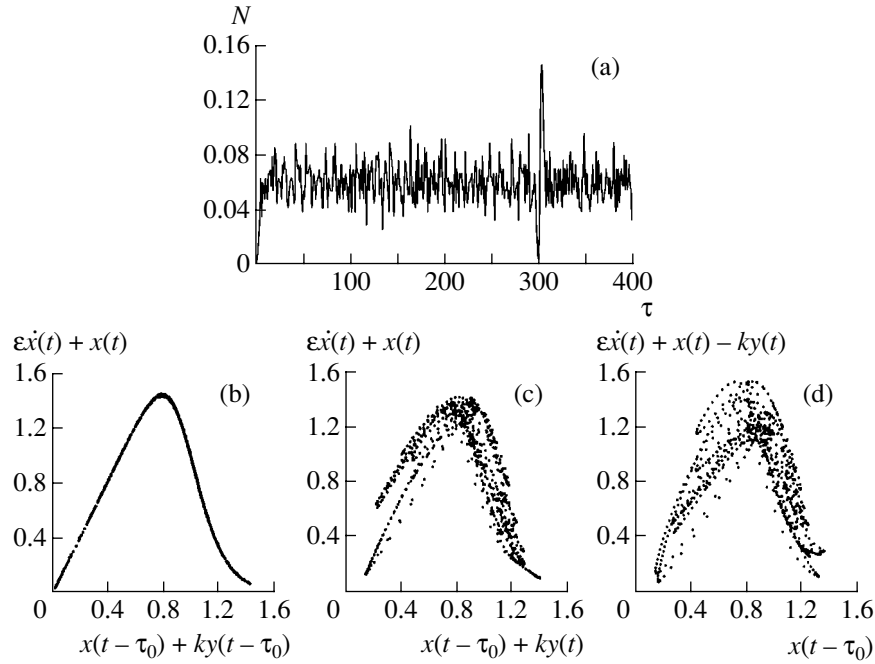 N
0.16
(a)
0.12
0.08
0.04
0
100 200 300 400
τ
εẋ(t) + x(t)
1.6
(b)
1.2
0.8
0.4
0 0.4 0.8 1.2 1.6
x(t – τ₀) + ky(t – τ₀)
εẋ(t) + x(t)
1.6
(c)
1.2
0.8
0.4
0 0.4 0.8 1.2 1.6
x(t – τ₀) + ky(t)
εẋ(t) + x(t) – ky(t)
1.6
(d)
1.2
0.8
0.4
0 0.4 0.8 1.2 1.6
x(t – τ₀)